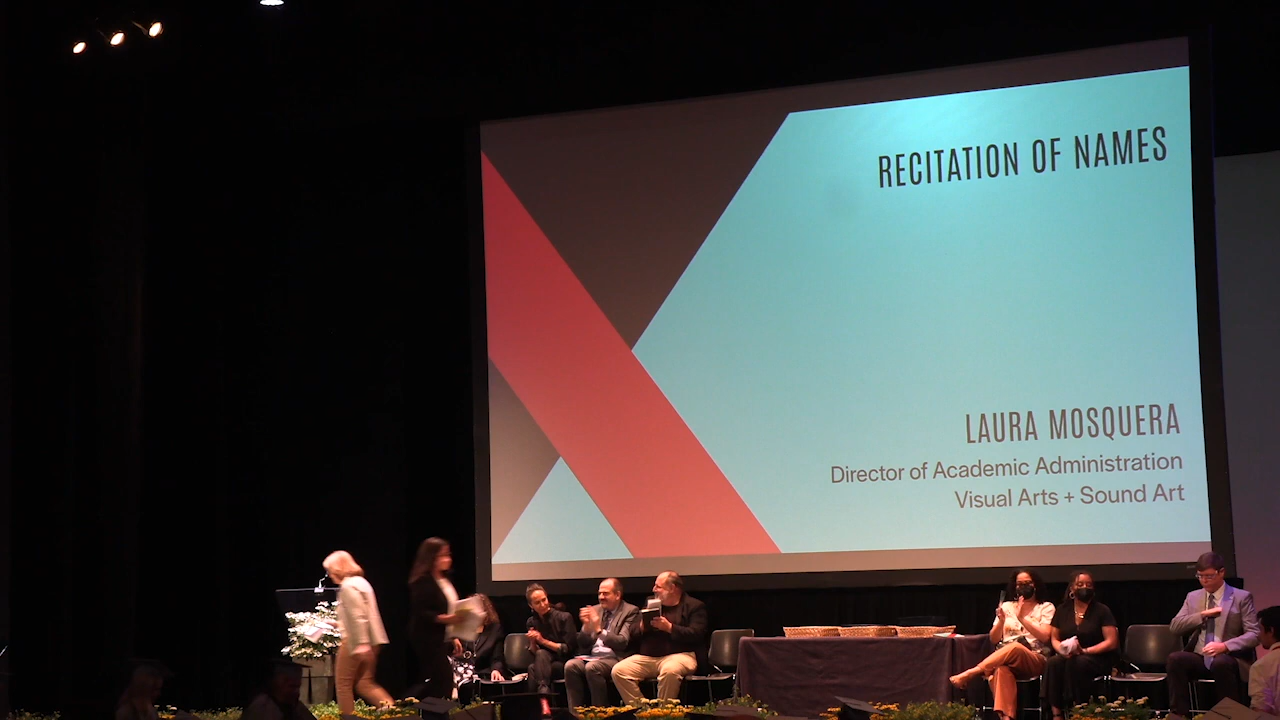 RECITATION OF NAMES
LAURA MOSQUERA
Director of Academic Administration
Visual Arts + Sound Art